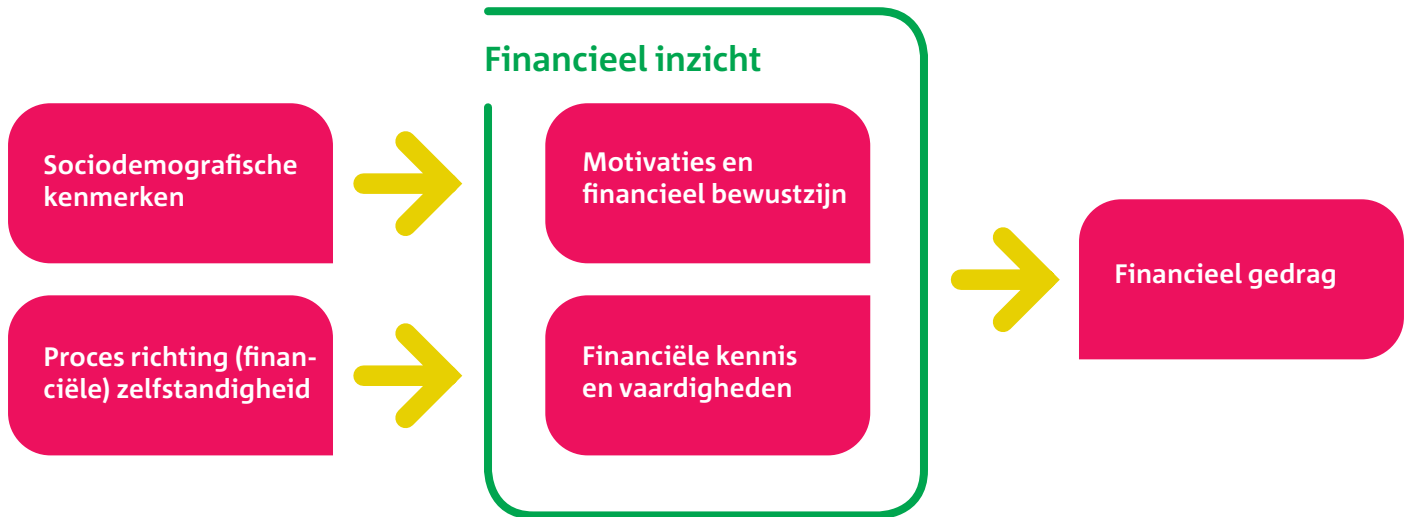 Financieel inzicht
Sociodemografische
kenmerken
Motivaties en
financieel bewustzijn
Financieel gedrag
Proces richting (finan-
ciële) zelfstandigheid
Financiële kennis
en vaardigheden